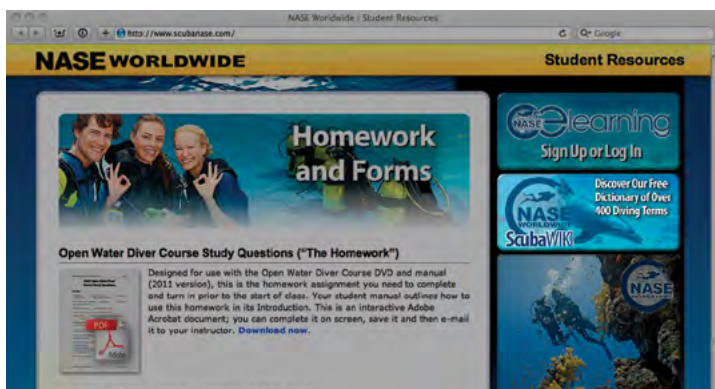 NASE Worldwide | Student Resources
http://www.scubanase.com/
Q- Google
NASE WORLDWIDE
Student Resources
Homework
and Forms
NASE
elearning
Sign Up or Log In
Discover Our Free
Dictionary of Over
400 Diving Terms
NASE
WORLDWIDE
ScubaWIKI
NASE
WORLDWIDE
Open Water Diver Course Study Questions ("The Homework")
Designed for use with the Open Water Diver Course DVD and manual
(2011 version), this is the homework assignment you need to complete
and turn in prior to the start of class. Your student manual outlines how to
use this homework in its Introduction. This is an interactive Adobe
Acrobat document; you can complete it on screen, save it and then e-mail
it to your instructor. Download now.
PDF
Adobe